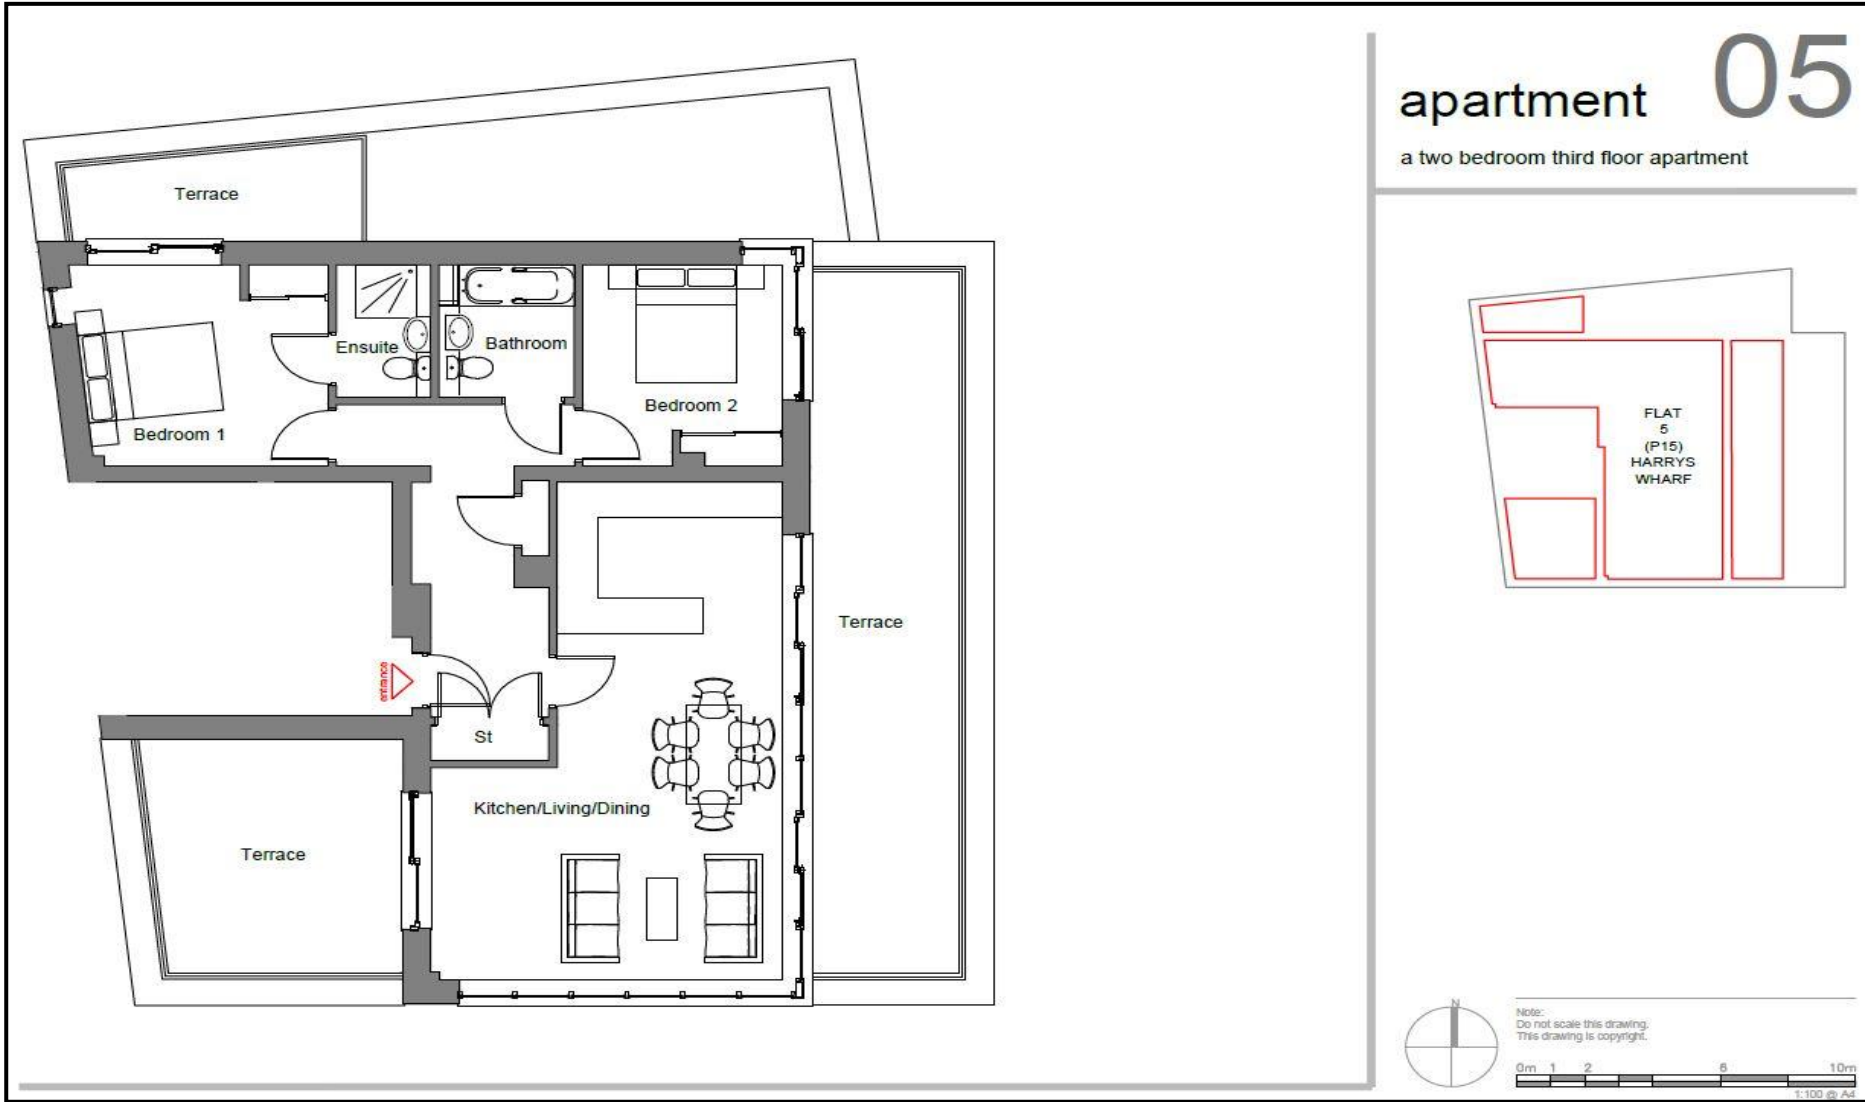 apartment 05
a two bedroom third floor apartment
Terrace
Ensuite
Bathroom
Bedroom 1
Bedroom 2
Terrace
entrance
St
Kitchen/Living/Dining
Terrace
FLAT
5
(P15)
HARRYS
WHARF
N
Note:
Do not scale this drawing.
This drawing is copyright.
0m 1 2 6 10m
1:100 @ A4